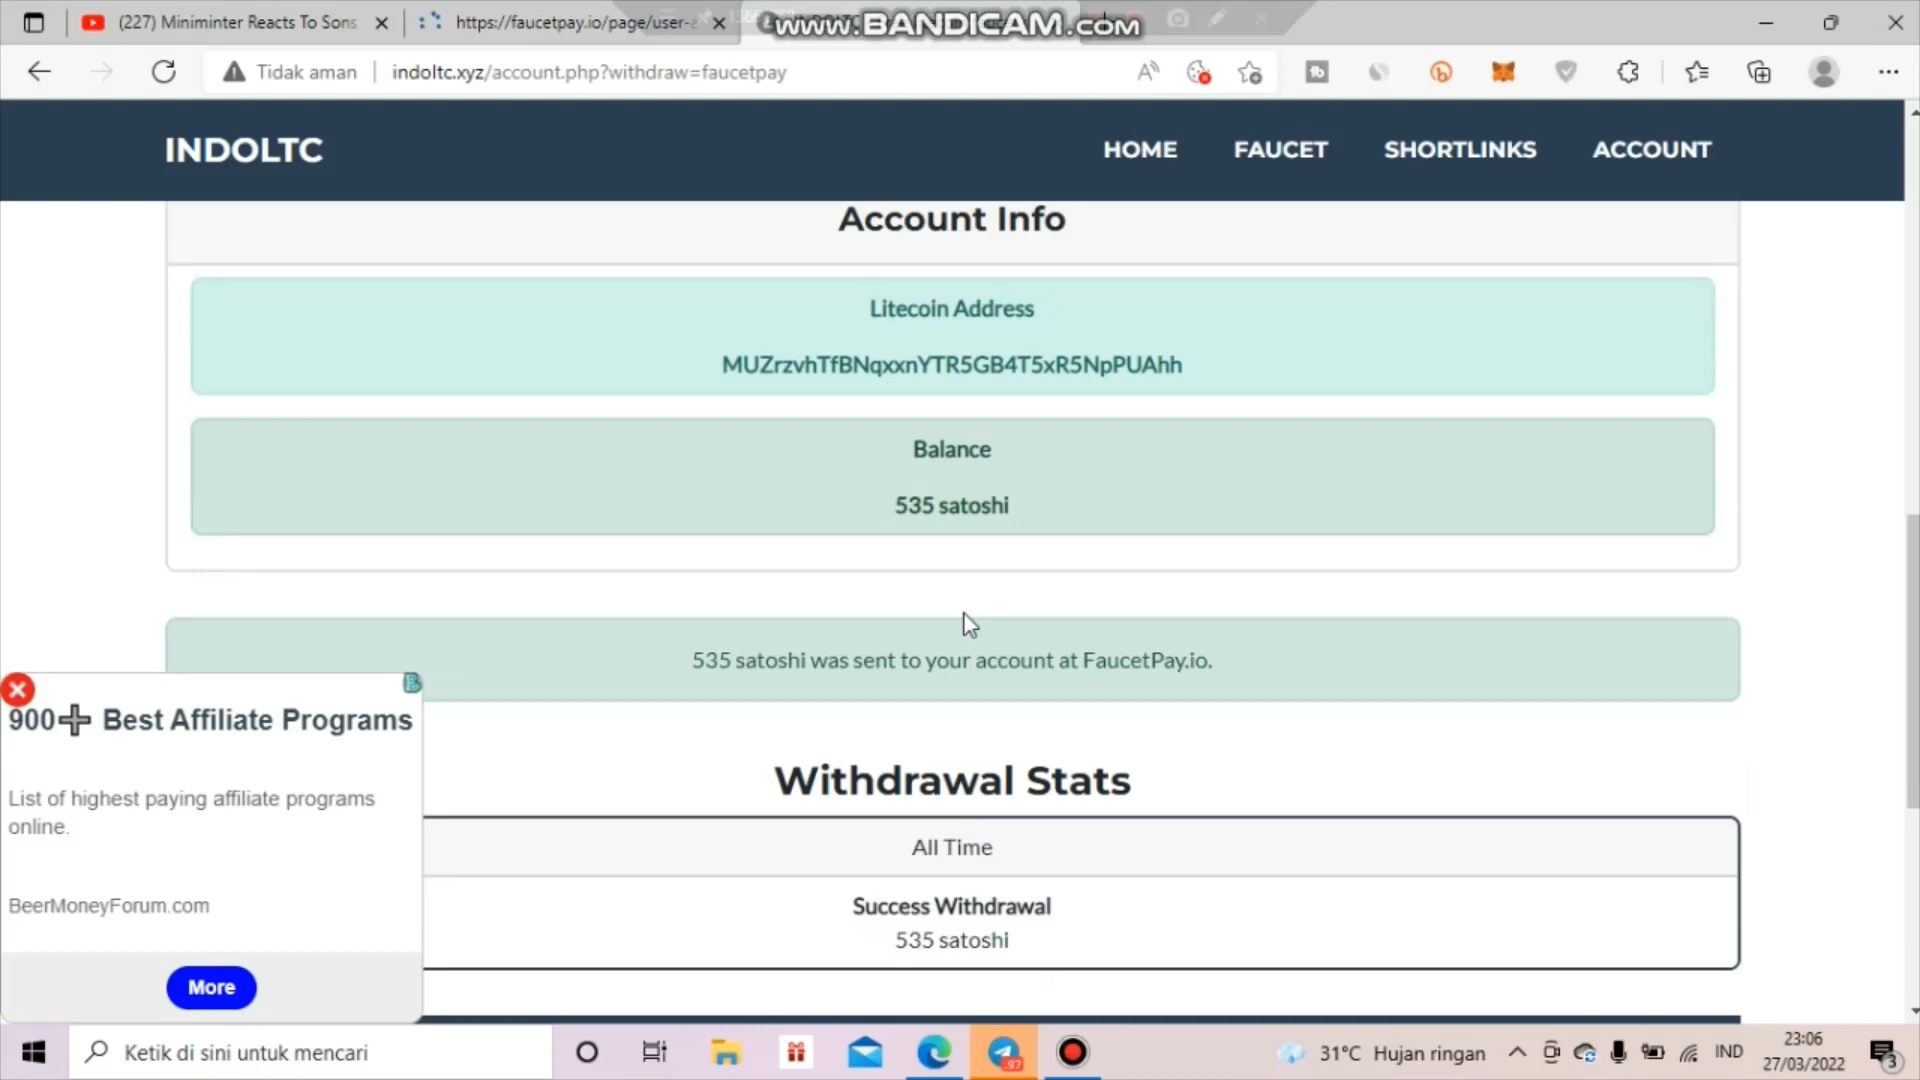 (227) Miniminter Reacts To Sons
https://faucetpay.io/page/user-a
www.BANDICAM.com
Tidak aman
indoltc.xyz/account.php?withdraw=faucetpay
INDOLTC
HOME
FAUCET
SHORTLINKS
ACCOUNT
Account Info
Litecoin Address
MUZrzvhTfBNqxxnYTR5GB4T5xR5NpPUAhh
Balance
535 satoshi
535 satoshi was sent to your account at FaucetPay.io.
900+ Best Affiliate Programs
List of highest paying affiliate programs
online.
BeerMoneyForum.com
More
Withdrawal Stats
All Time
Success Withdrawal
535 satoshi
Ketik di sini untuk mencari
97
31°C Hujan ringan
IND
23:06
27/03/2022
3